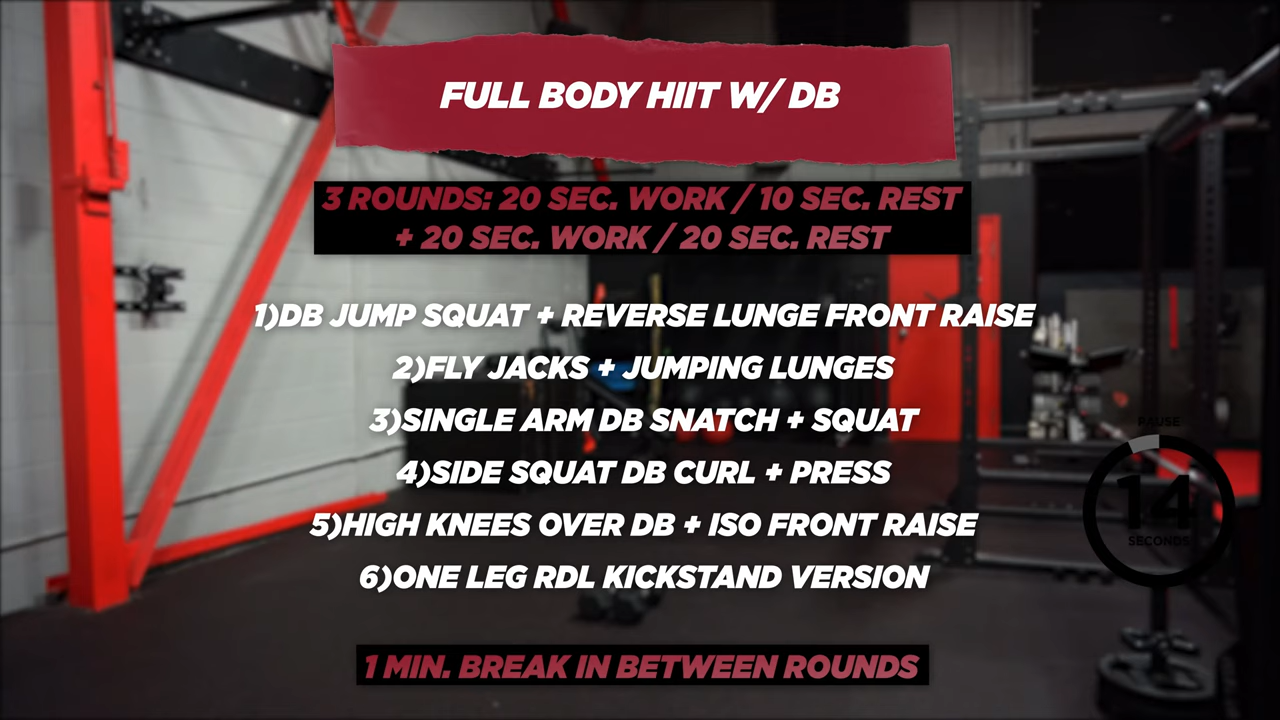 FULL BODY HIIT W/ DB
3 ROUNDS: 20 SEC. WORK / 10 SEC. REST
+ 20 SEC. WORK / 20 SEC. REST
1)DB JUMP SQUAT + REVERSE LUNGE FRONT RAISE
2)FLY JACKS + JUMPING LUNGES
3)SINGLE ARM DB SNATCH + SQUAT
4)SIDE SQUAT DB CURL + PRESS
5)HIGH KNEES OVER DB + ISO FRONT RAISE
6)ONE LEG RDL KICKSTAND VERSION
PAUSE
14
SECONDS
1 MIN. BREAK IN BETWEEN ROUNDS